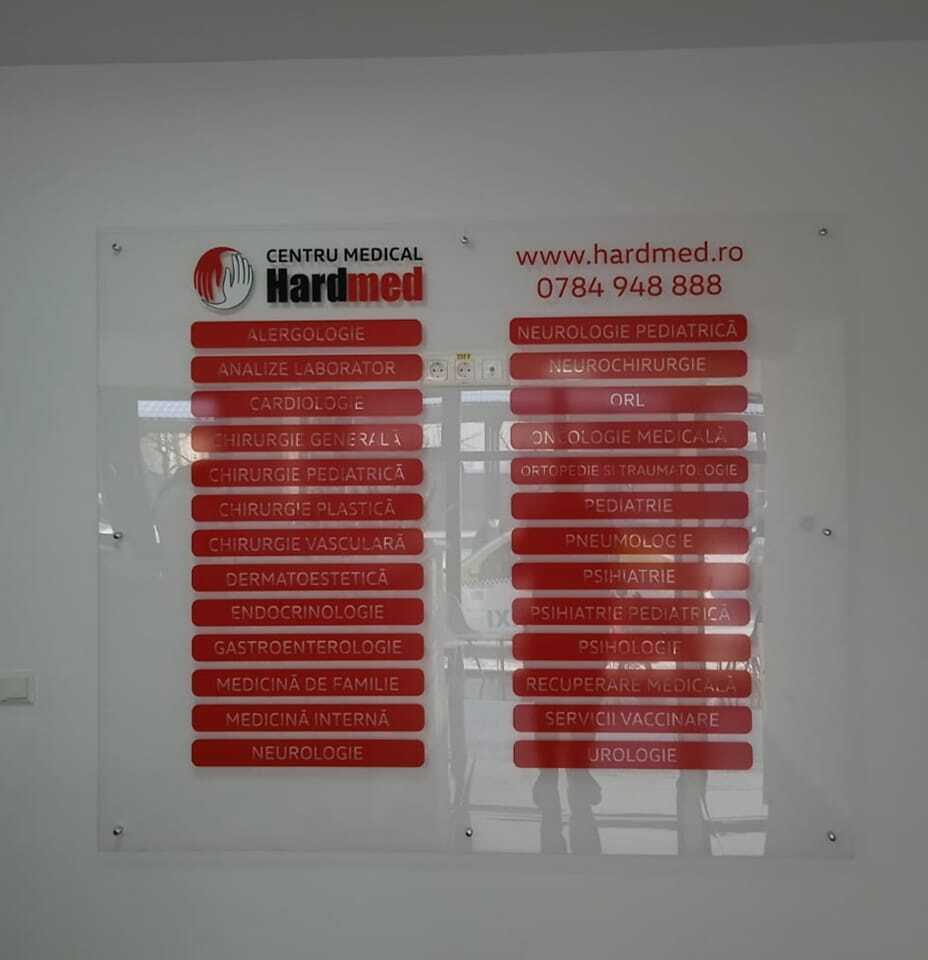 CENTRU MEDICAL
Hardmed
ALERGOLOGIE
ANALIZE LABORATOR
CARDIOLOGIE
CHIRURGIE GENERALĂ
CHIRURGIE PEDIATRICĂ
CHIRURGIE PLASTICĂ
CHIRURGIE VASCULARĂ
DERMATOESTETICĂ
ENDOCRINOLOGIE
GASTROENTEROLOGIE
MEDICINĂ DE FAMILIE
MEDICINĂ INTERNĂ
NEUROLOGIE
www.hardmed.ro
0784 948 888
NEUROLOGIE PEDIATRICĂ
NEUROCHIRURGIE
ORL
ONCOLOGIE MEDICALĂ
ORTOPEDIE SI TRAUMATOLOGIE
PEDIATRIE
PNEUMOLOGIE
PSIHIATRIE
PSIHIATRIE PEDIATRICĂ
PSIHOLOGIE
RECUPERARE MEDICALĂ
SERVICII VACCINARE
UROLOGIE